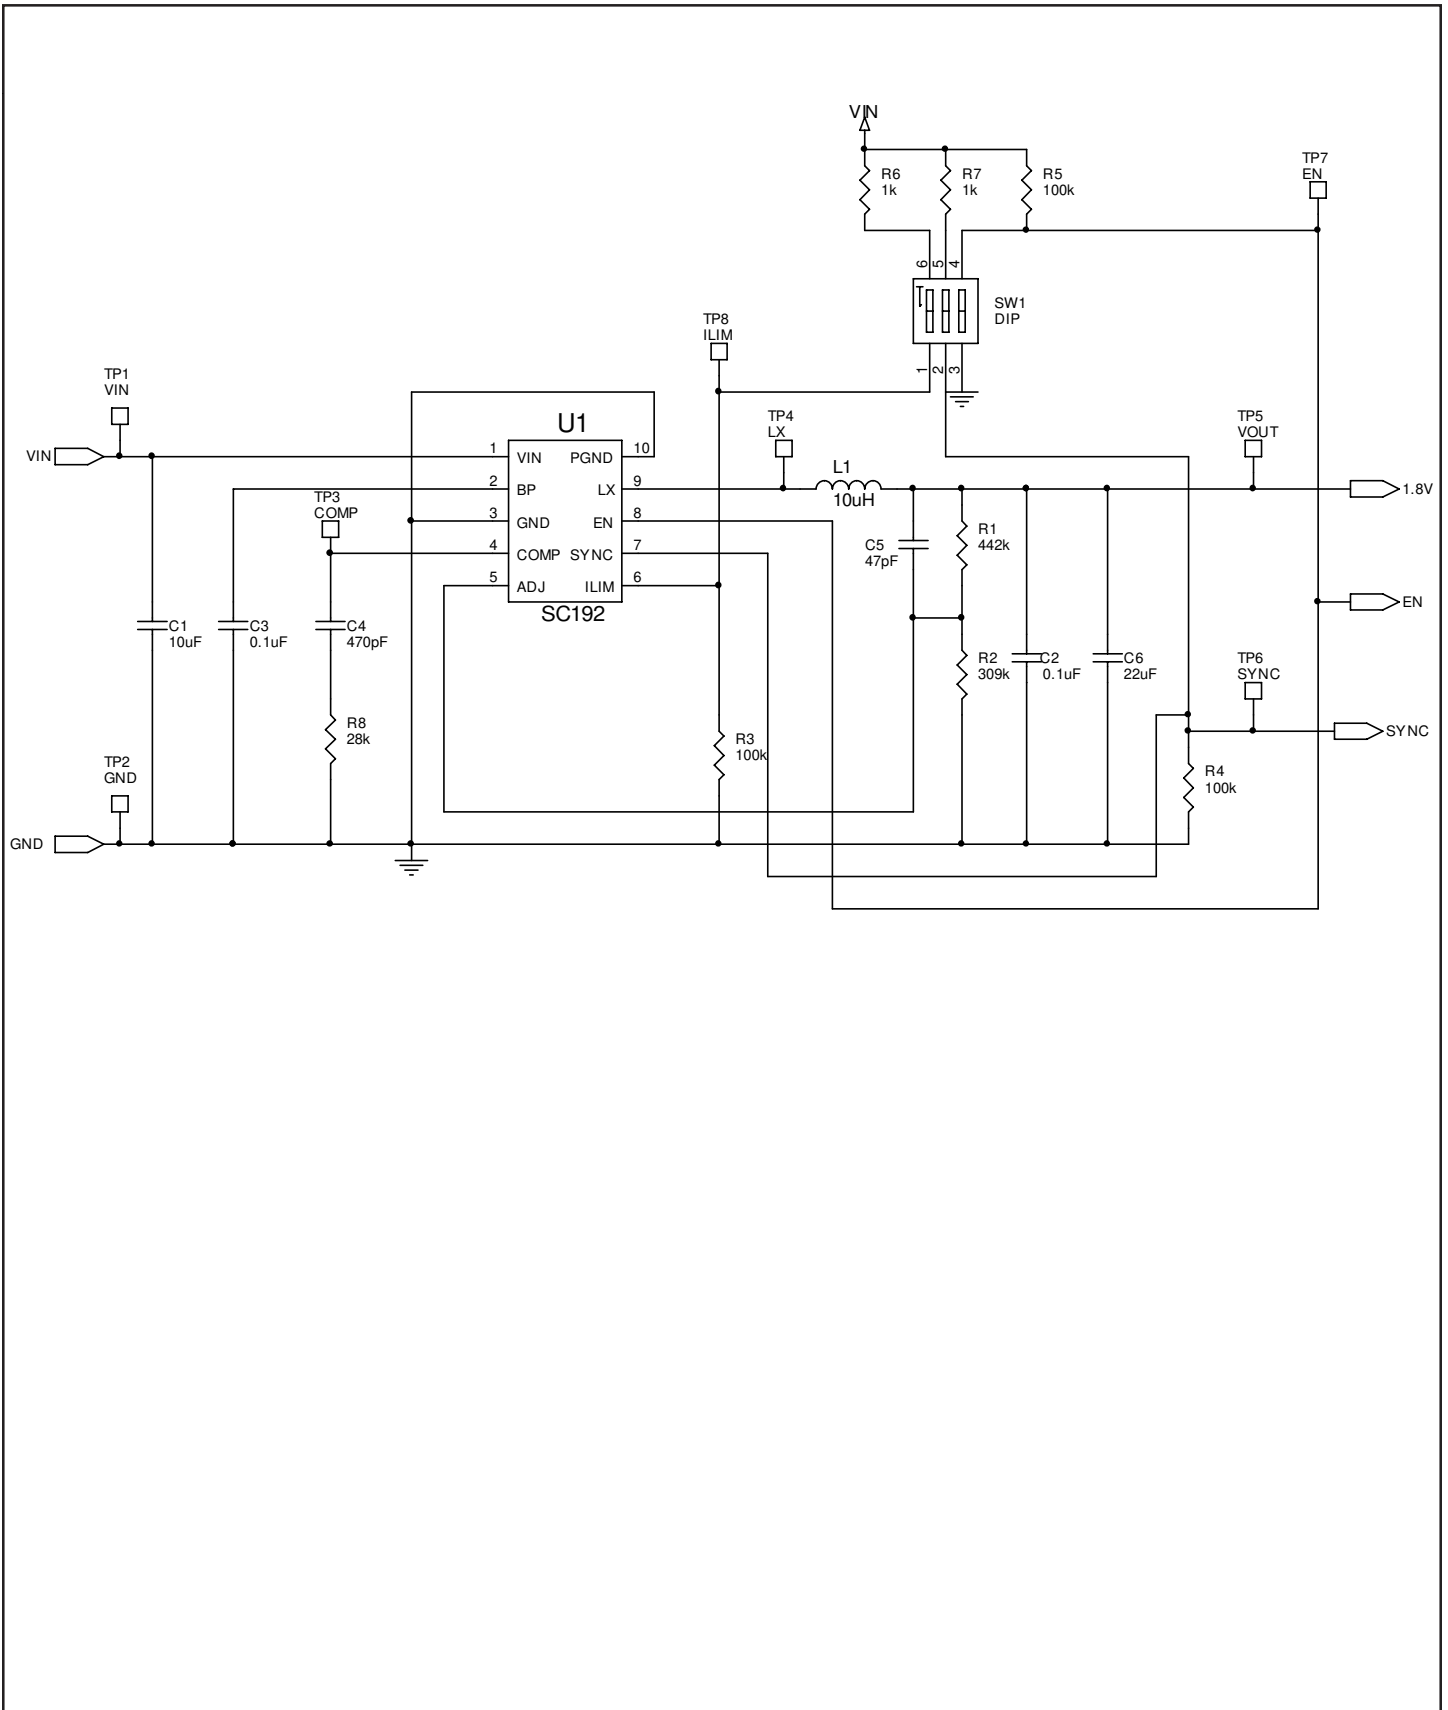 VIN
R6
1k
R7
1k
R5
100k
TP7
EN
6
5
4
SW1
DIP
1
2
3
TP8
ILIM
TP1
VIN
VIN
TP4
LX
TP5
VOUT
U1
1
VIN
PGND
10
2
BP
LX
9
3
GND
EN
8
4
COMP
SYNC
7
5
ADJ
ILIM
6
SC192
TP3
COMP
L1
10uH
1.8V
C5
47pF
R1
442k
EN
C1
10uF
C3
0.1uF
C4
470pF
R2
309k
C2
0.1uF
C6
22uF
TP6
SYNC
SYNC
R8
28k
R3
100k
R4
100k
TP2
GND
GND